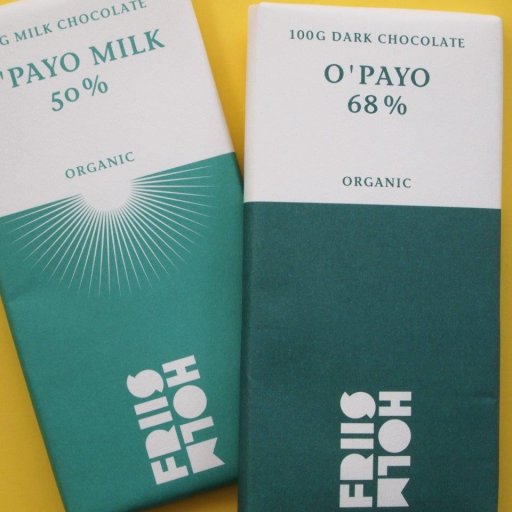 G MILK CHOCOLATE
'PAYO MILK
50%
ORGANIC
FRIIS
HOLM
100G DARK CHOCOLATE
O'PAYO
68%
ORGANIC
FRIIS
HOLM